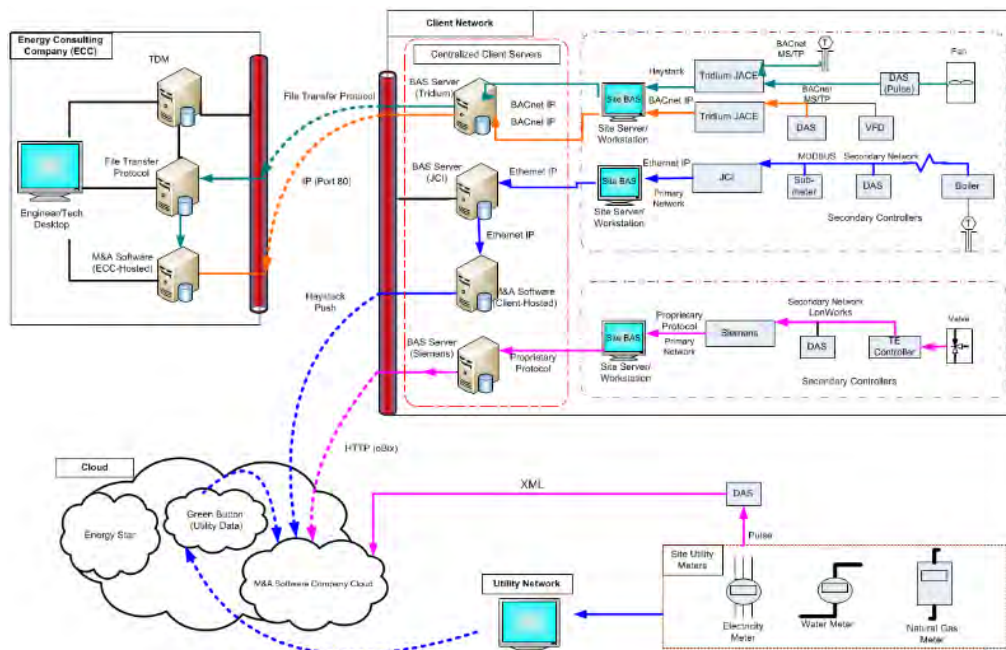 Energy Consulting
Company (ECC)
TDM
File Transfer
Protocol
Engineer/Tech
Desktop
M&A Software
(ECC-Hosted)
File Transfer Protocol
IP (Port 80)
Haystack
Push
HTTP (oBix)
Client Network
Centralized Client Servers
BAS Server
(Tridium)
BACnet IP
BACnet IP
BAS Server
(JCI)
Ethernet IP
Ethernet IP
M&A Software
(Client-Hosted)
BAS Server
(Siemens)
Proprietary
Protocol
Site BAS
Site Server/
Workstation
Haystack
BACnet IP
Tridium JACE
Tridium JACE
BACnet
MS/TP
T
BACnet
MS/TP
DAS
(Pulse)
Fan
DAS
VFD
Site BAS
Site Server/
Workstation
Ethernet IP
Primary
Network
JCI
MODBUS
Secondary Network
Sub-
meter
DAS
Boiler
T
Secondary Controllers
Site BAS
Site Server/
Workstation
Proprietary
Protocol
Primary
Network
Siemens
Secondary Network
LonWorks
DAS
TE
Controller
Valve
Secondary Controllers
Cloud
Energy Star
Green Button
(Utility Data)
M&A Software Company Cloud
XML
DAS
Pulse
Utility Network
Site Utility
Meters
Electricity
Meter
Water Meter
Natural Gas
Meter